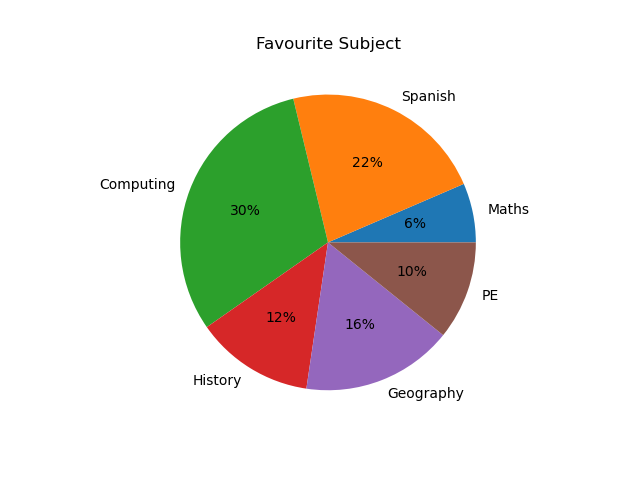 Favourite Subject
Spanish
22%
Computing
30%
Maths
6%
PE
10%
History
12%
Geography
16%